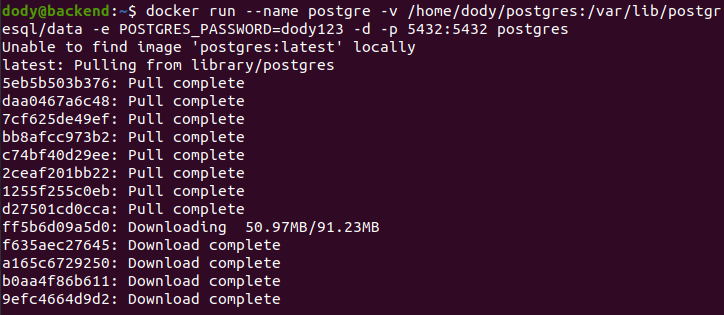 dody@backend:~$ docker run --name postgre -v /home/dody/postgres:/var/lib/postgr
esql/data -e POSTGRES_PASSWORD=dody123 -d -p 5432:5432 postgres
Unable to find image 'postgres:latest' locally
latest: Pulling from library/postgres
5eb5b503b376: Pull complete
daa0467a6c48: Pull complete
7cf625de49ef: Pull complete
bb8afcc973b2: Pull complete
c74bf40d29ee: Pull complete
2ceaf201bb22: Pull complete
1255f255c0eb: Pull complete
d27501cd0cca: Pull complete
ff5b6d09a5d0: Downloading  50.97MB/91.23MB
f635aec27645: Download complete
a165c6729250: Download complete
b0aa4f86b611: Download complete
9efc4664d9d2: Download complete